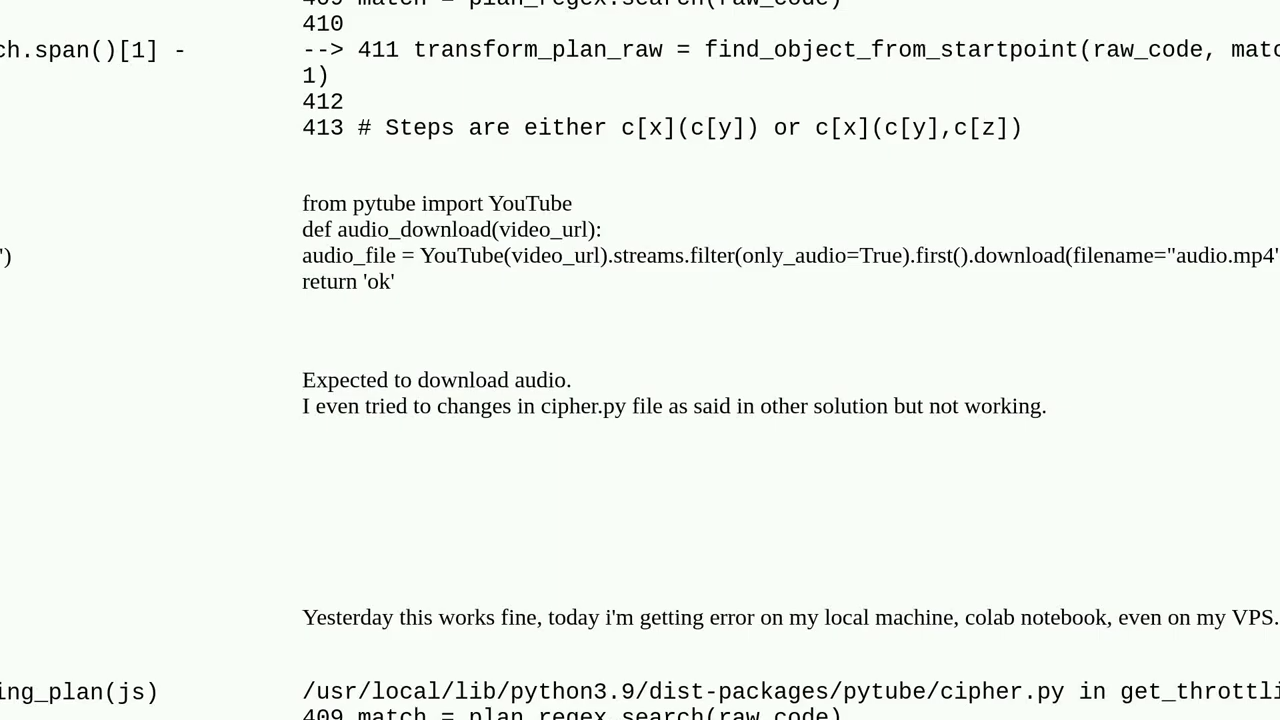 409 match = plan_regex.search(raw_code)
410
ch.span()[1] -
--> 411 transform_plan_raw = find_object_from_startpoint(raw_code, matc
1)
412
413 # Steps are either c[x](c[y]) or c[x](c[y],c[z])
from pytube import YouTube
def audio_download(video_url):
')
audio_file = YouTube(video_url).streams.filter(only_audio=True).first().download(filename="audio.mp4"
return 'ok'
Expected to download audio.
I even tried to changes in cipher.py file as said in other solution but not working.
Yesterday this works fine, today i'm getting error on my local machine, colab notebook, even on my VPS.
ing_plan(js)
/usr/local/lib/python3.9/dist-packages/pytube/cipher.py in get_throttli
409 match = plan_regex.search(raw_code)